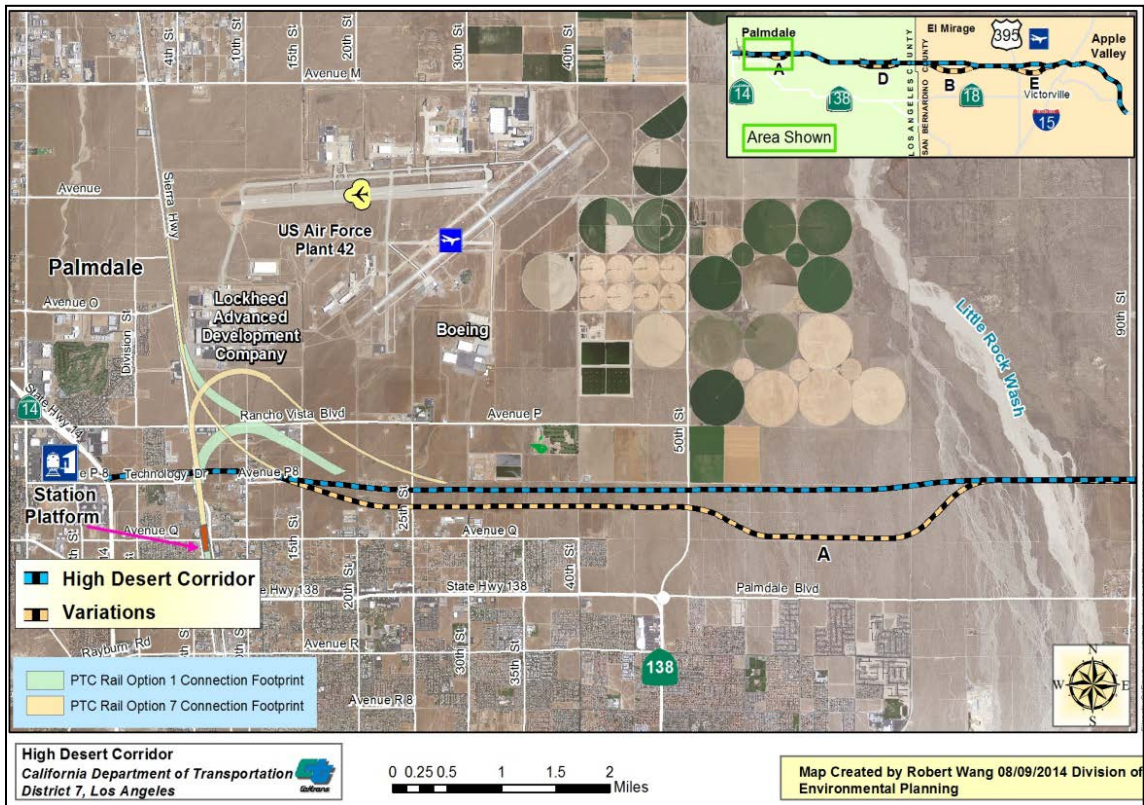 Avenue M
4th St
10th St
15th St
20th St
30th St
40th St
Palmdale
El Mirage
395
Apple
Valley
A
D
B
E
14
138
LOS ANGELES COUNTY
SAN BERNARDINO COUNTY
18
Victorville
15
Area Shown
Avenue
Sierra Hwy
US Air Force
Plant 42
Palmdale
Avenue O
Division St
Lockheed
Advanced
Development
Company
Boeing
Little Rock Wash
90th St
State Hwy 14
14
Rancho Vista Blvd
Avenue P
50th St
e P-8
Technology Dr
Avenue P8
Station
Platform
Avenue Q
15th St
25th St
Avenue Q
A
High Desert Corridor
Variations
Hwy 138
20th St
State Hwy 138
40th St
Palmdale Blvd
Rayburn Rd
Avenue R
30th St
35th St
138
Avenue R 8
PTC Rail Option 1 Connection Footprint
PTC Rail Option 7 Connection Footprint
N
W
E
S
High Desert Corridor
California Department of Transportation
District 7, Los Angeles
Caltrans
0 0.25 0.5 1 1.5 2
Miles
Map Created by Robert Wang 08/09/2014 Division of
Environmental Planning